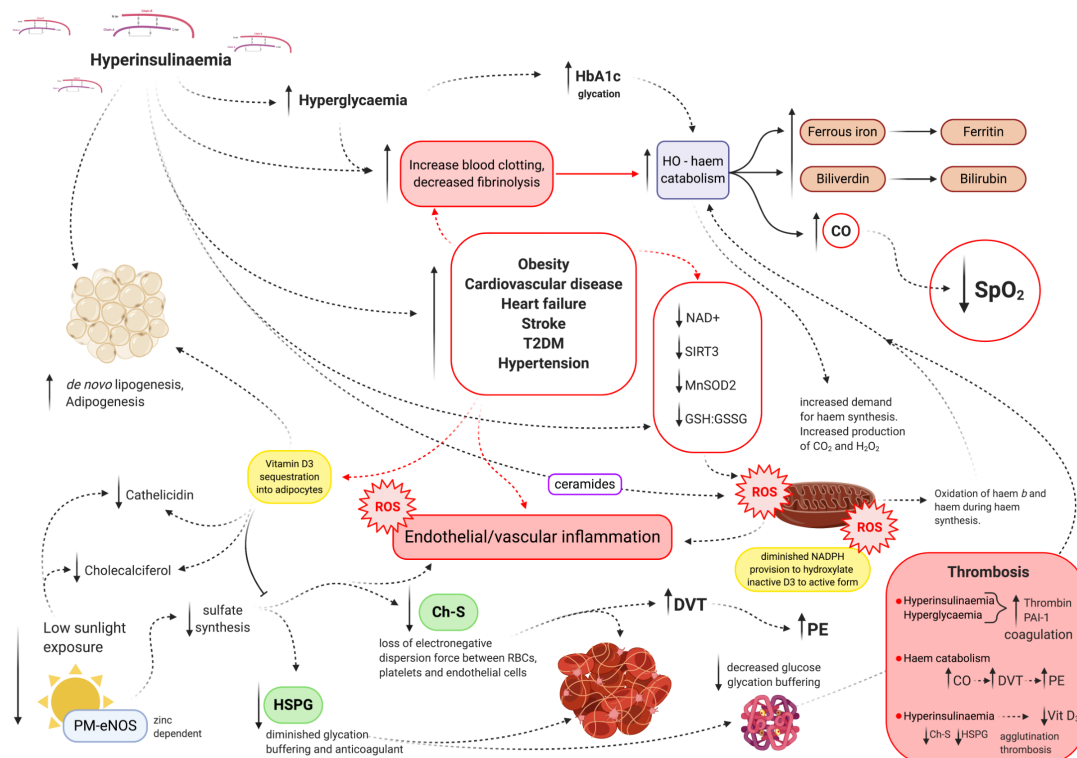 Hyperinsulinaemia
Hyperglycaemia
HbA1c
glycation
Increase blood clotting,
decreased fibrinolysis
HO - haem
catabolism
Ferrous iron
Ferritin
Biliverdin
Bilirubin
CO
SpO₂
Obesity
Cardiovascular disease
Heart failure
Stroke
T2DM
Hypertension
NAD+
SIRT3
MnSOD2
GSH:GSSG
de novo lipogenesis,
Adipogenesis
increased demand
for haem synthesis.
Increased production
of CO₂ and H₂O₂
Vitamin D3
sequestration
into adipocytes
ceramides
ROS
ROS
ROS
Oxidation of haem b and
haem during haem
synthesis.
Cathelicidin
Endothelial/vascular inflammation
diminished NADPH
provision to hydroxylate
inactive D3 to active form
Cholecalciferol
sulfate
synthesis
Low sunlight
exposure
PM-eNOS
zinc
dependent
Ch-S
loss of electronegative
dispersion force between RBCs,
platelets and endothelial cells
DVT
PE
HSPG
diminished glycation
buffering and anticoagulant
decreased glucose
glycation buffering
Thrombosis
Hyperinsulinaemia
Hyperglycaemia
Thrombin
PAI-1
coagulation
Haem catabolism
CO DVT PE
Hyperinsulinaemia Vit D₃
Ch-S HSPG agglutination
thrombosis